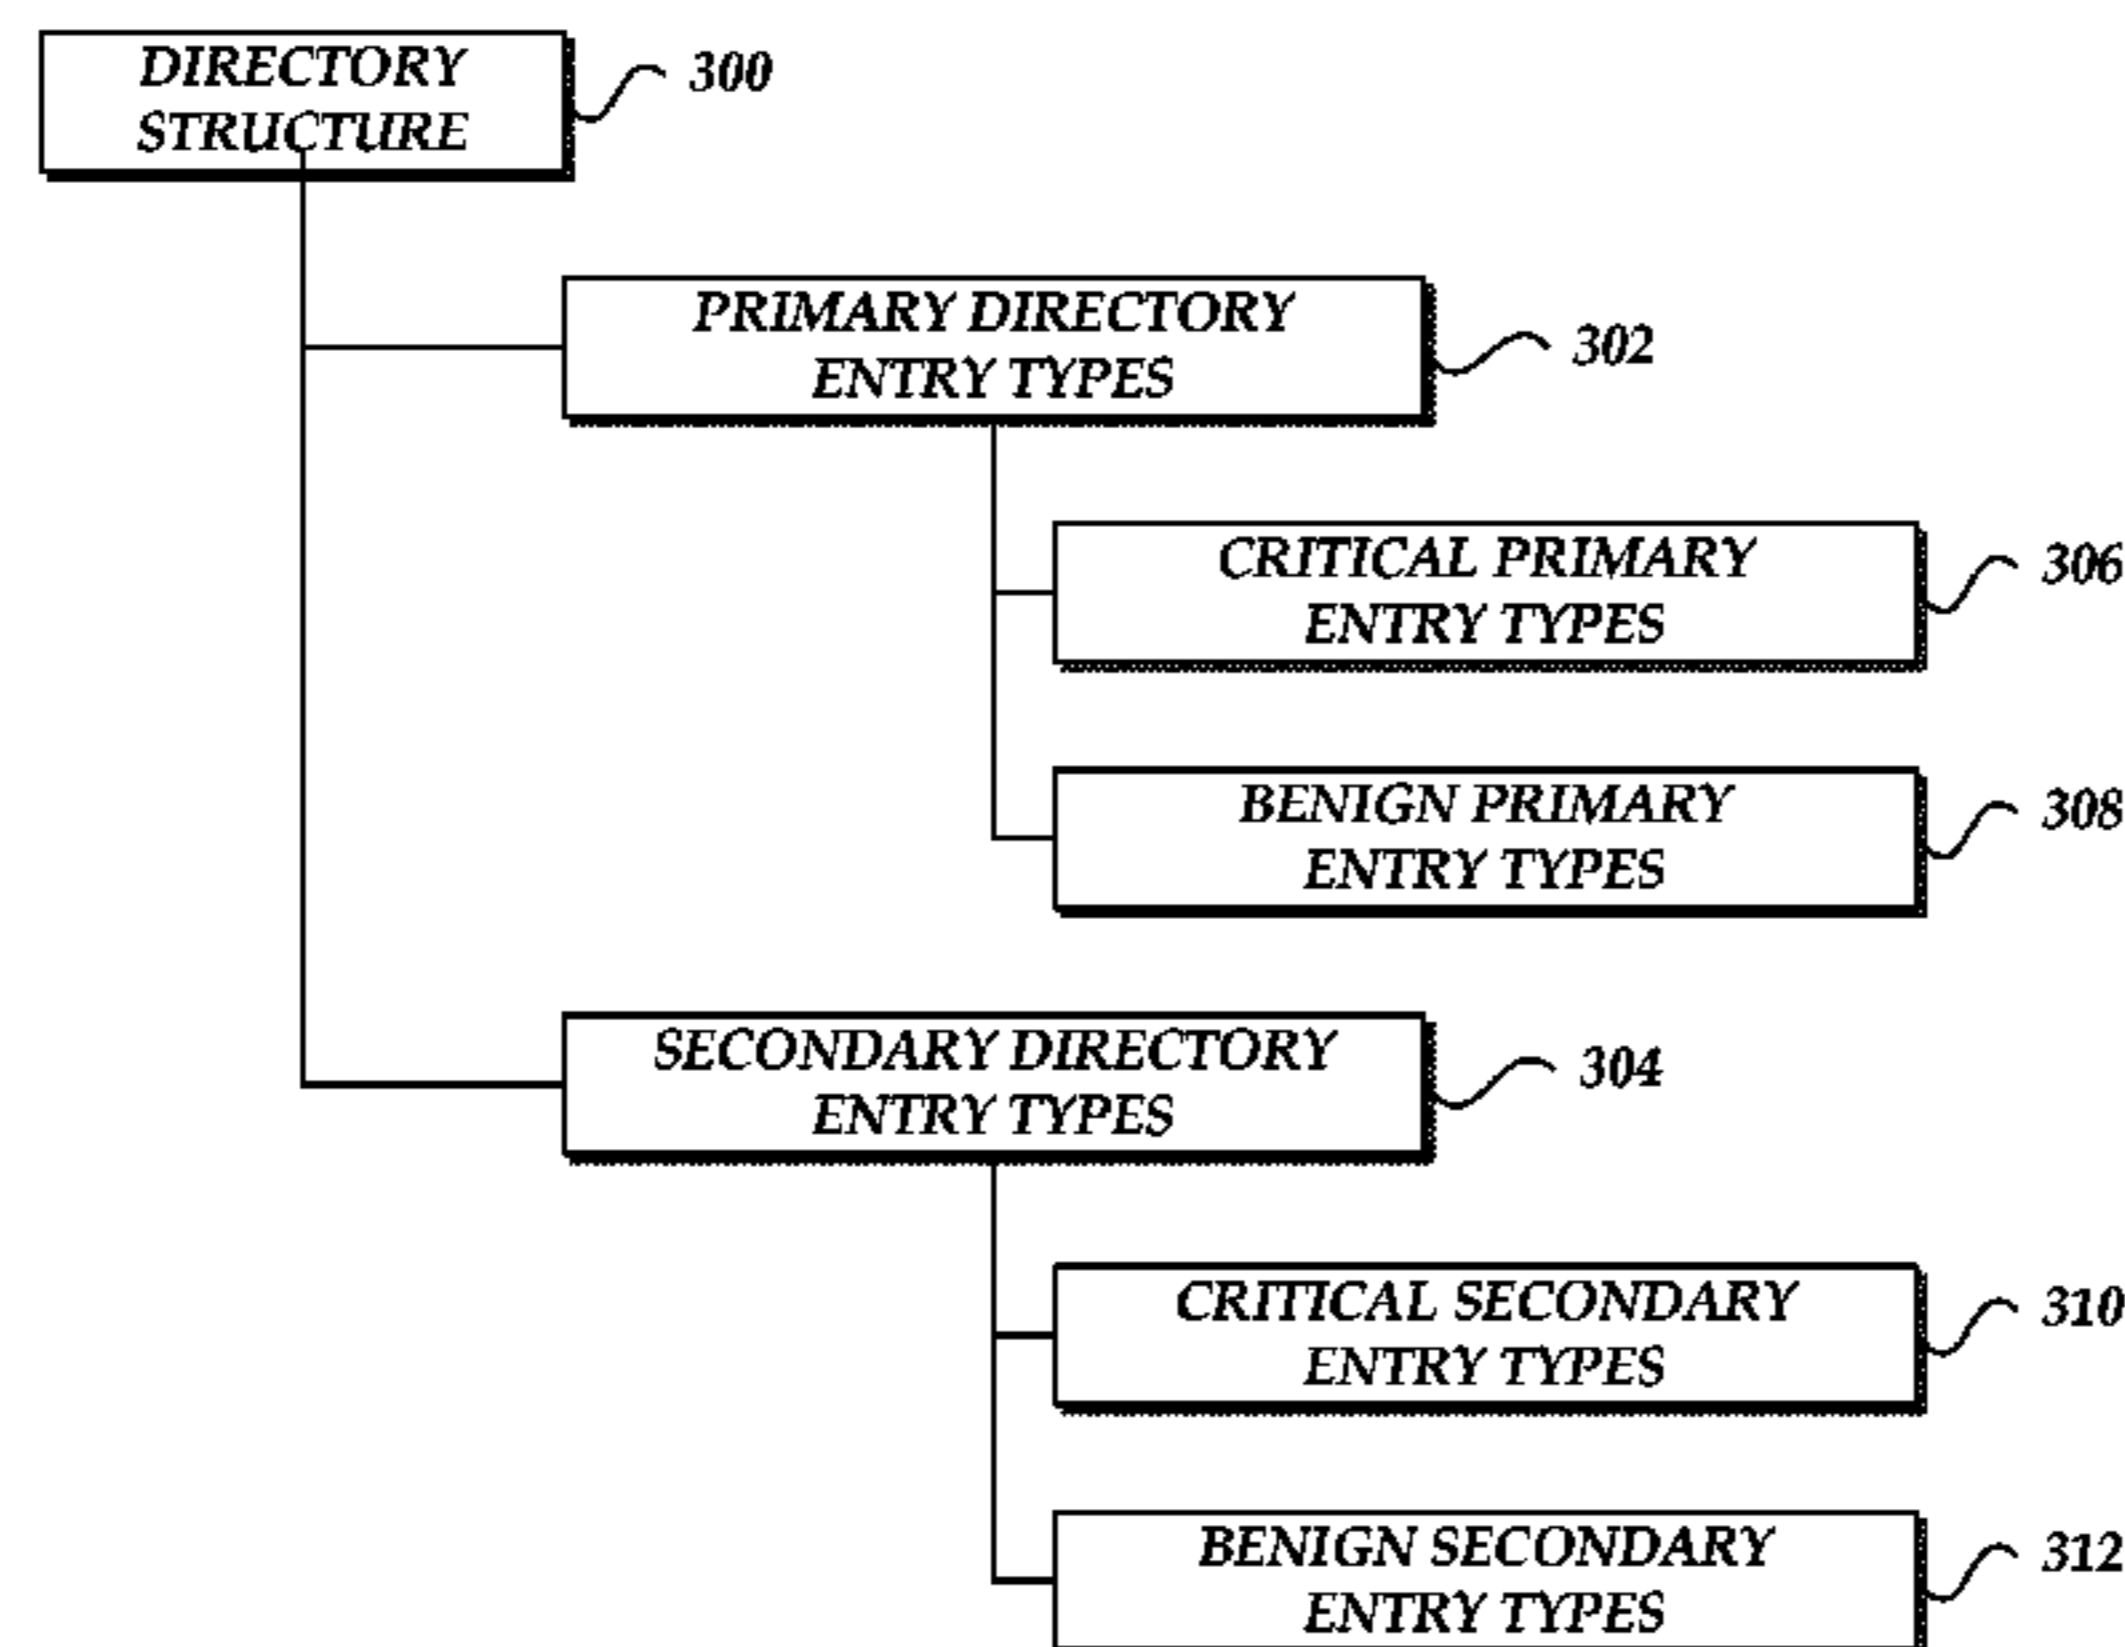 DIRECTORY
STRUCTURE
300
PRIMARY DIRECTORY
ENTRY TYPES
302
CRITICAL PRIMARY
ENTRY TYPES
306
BENIGN PRIMARY
ENTRY TYPES
308
SECONDARY DIRECTORY
ENTRY TYPES
304
CRITICAL SECONDARY
ENTRY TYPES
310
BENIGN SECONDARY
ENTRY TYPES
312